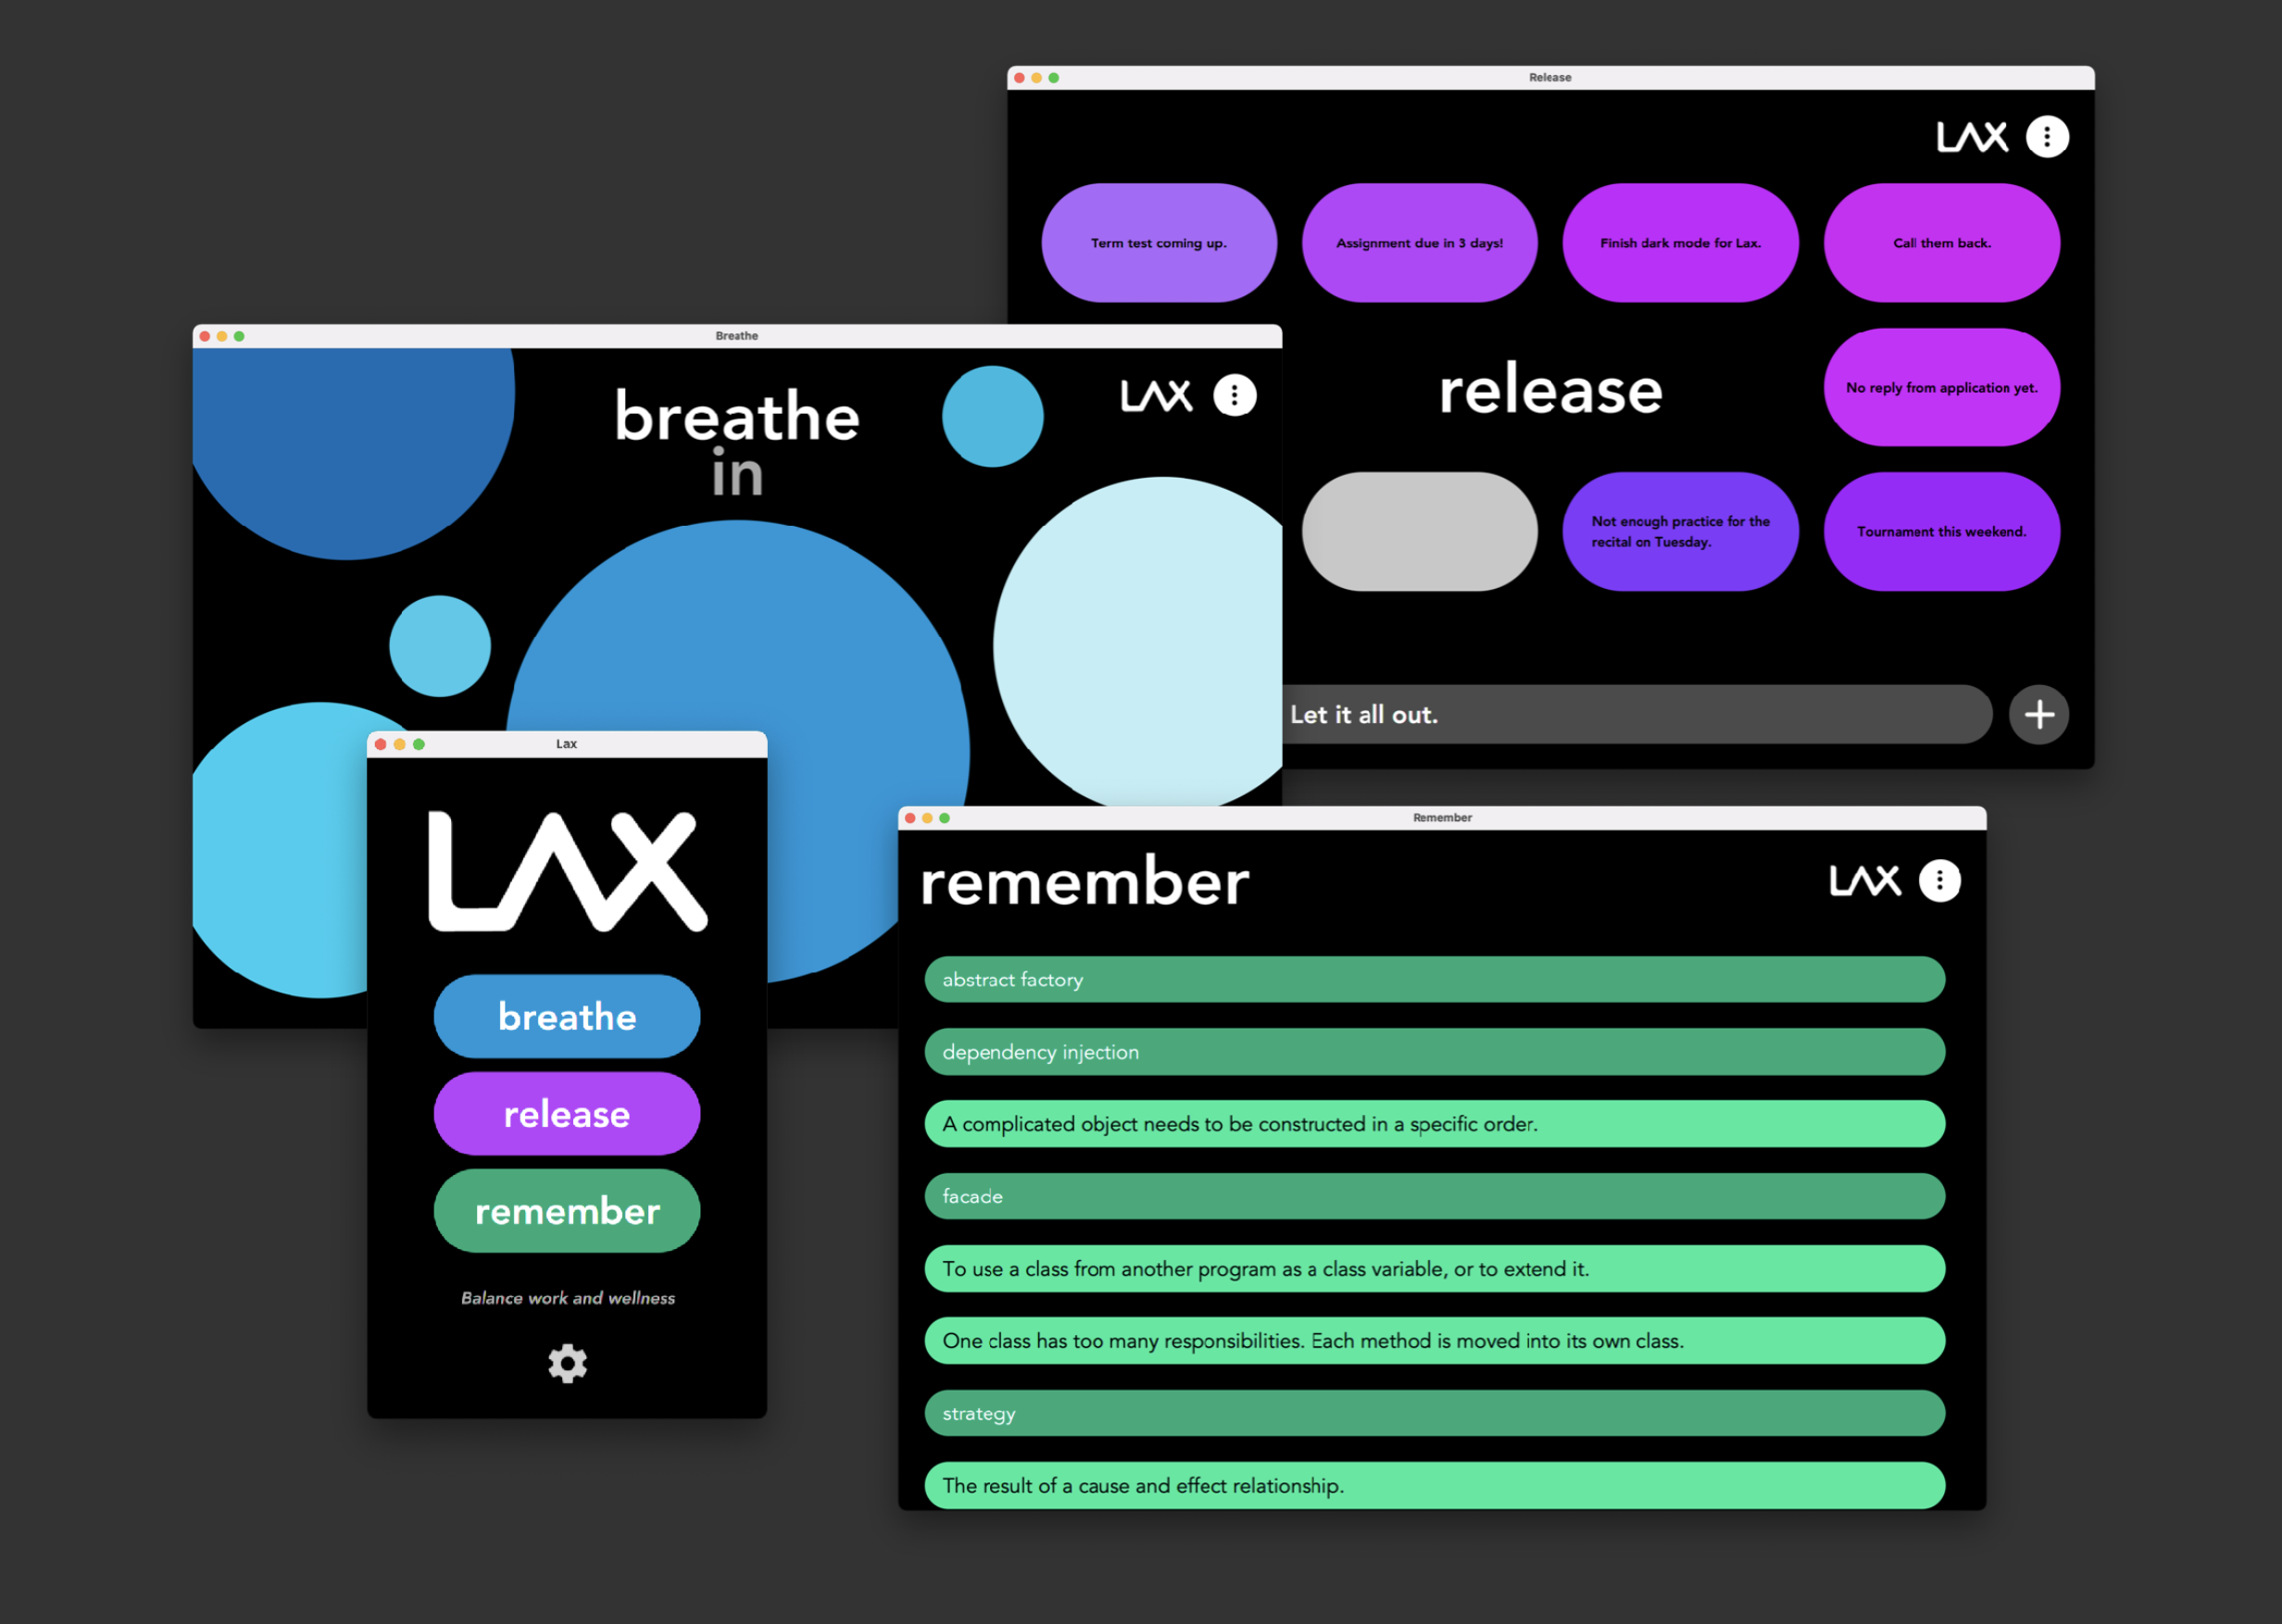 Release
LAX
Term test coming up.
Assignment due in 3 days!
Finish dark mode for Lax.
Call them back.
release
No reply from application yet.
Not enough practice for the
recital on Tuesday.
Tournament this weekend.
Let it all out.
Breathe
breathe
in
LAX
Lax
LAX
breathe
release
remember
Balance work and wellness
Remember
remember
LAX
abstract factory
dependency injection
A complicated object needs to be constructed in a specific order.
facade
To use a class from another program as a class variable, or to extend it.
One class has too many responsibilities. Each method is moved into its own class.
strategy
The result of a cause and effect relationship.